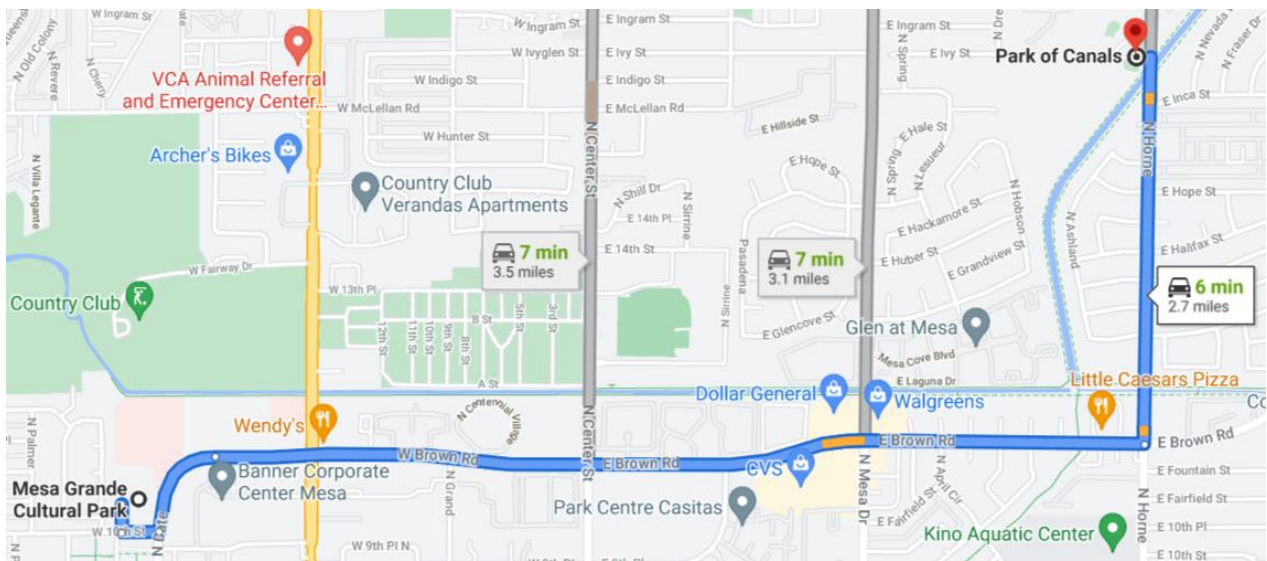 W Ingram St
E Ingram St
E Ingram St
N Old Colony
N Revere
N Cherry
VCA Animal Referral
and Emergency Center...
W Ivyglen St
E Ivy St
E Ivy St
N Spring
Park of Canals
N Nevada
N Fraser Dr
W Indigo St
E Indigo St
W McLellan Rd
E McLellan Rd
E Inca St
W Hunter St
E Hillside St
E Hale St
N Horne
Archer's Bikes
N Center St
N Spring
N Lesueur
N Villa Legante
Country Club
Verandas Apartments
N Shill Dr
N Sirrine
E Hope St
N Hobson
E Hope St
E 14th Pl
E Hackamore St
N Ashland
7 min
3.5 miles
E 14th St
Pasadena
7 min
3.1 miles
E Huber St
E Grandview St
E Halifax St
W Fairway Dr
6 min
2.7 miles
Country Club
W 13th Pl
N Sirrine
B St
5th St
3rd St
12th St
11th St
10th St
9th St
8th St
E Glencove St
Glen at Mesa
Mesa Cove Blvd
A St
E Laguna Dr
Little Caesars Pizza
Dollar General
Walgreens
N Palmer
Wendy's
N Centennial Village
N Center St
W Brown Rd
E Brown Rd
E Brown Rd
E Brown Rd
Banner Corporate
Center Mesa
N Grand
CVS
N Mesa Dr
N April Cir
E Fountain St
Mesa Grande
Cultural Park
Park Centre Casitas
E Fairfield St
E Fairfield St
N Horne
W 10th St
N Cate
Kino Aquatic Center
E 10th Pl
W 9th Pl N
E 10th St